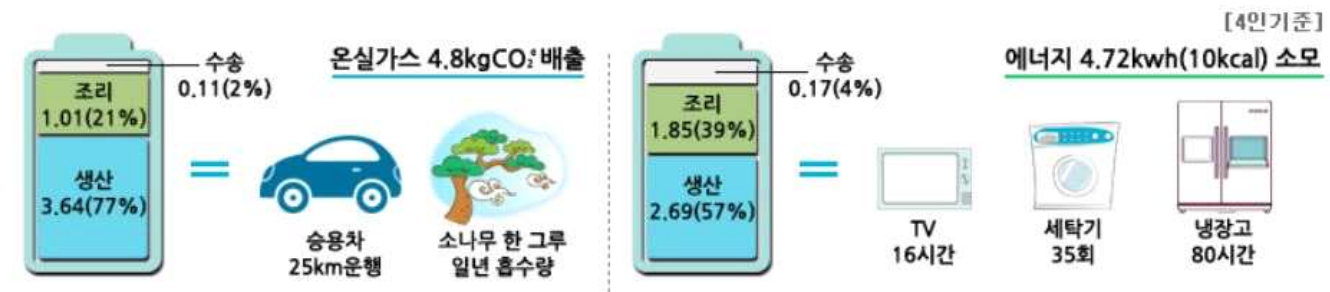 [4인기준]
온실가스 4.8kgCO₂ᵉ 배출
수송
0.11(2%)
조리
1.01(21%)
생산
3.64(77%)
=
승용차
25km운행
소나무 한 그루
일년 흡수량
에너지 4.72kwh(10kcal) 소모
수송
0.17(4%)
조리
1.85(39%)
생산
2.69(57%)
=
TV
16시간
세탁기
35회
냉장고
80시간